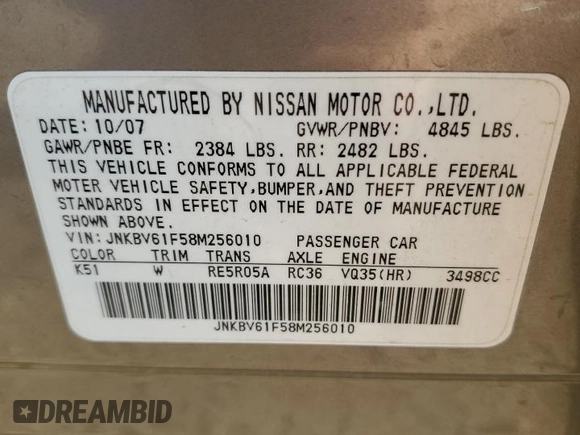 MANUFACTURED BY NISSAN MOTOR CO.,LTD.
DATE: 10/07 GVWR/PNBV: 4845 LBS.
GAWR/PNBE FR: 2384 LBS. RR: 2482 LBS.
THIS VEHICLE CONFORMS TO ALL APPLICABLE FEDERAL
MOTER VEHICLE SAFETY,BUMPER,AND THEFT PREVENTION
STANDARDS IN EFFECT ON THE DATE OF MANUFACTURE
SHOWN ABOVE.
VIN: JNKBV61F58M256010 PASSENGER CAR
COLOR TRIM TRANS AXLE ENGINE
K51 W RE5R05A RC36 VQ35(HR) 3498CC
JNKBV61F58M256010
DREAMBID